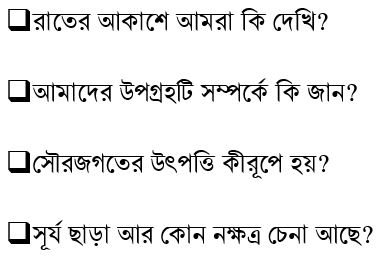 ❑রাতের আকাশে আমরা কি দেখি?
❑আমাদের উপগ্রহটি সম্পর্কে কি জান?
❑সৌরজগতের উৎপত্তি কীরূপে হয়?
❑সূর্য ছাড়া আর কোন নক্ষত্র চেনা আছে?